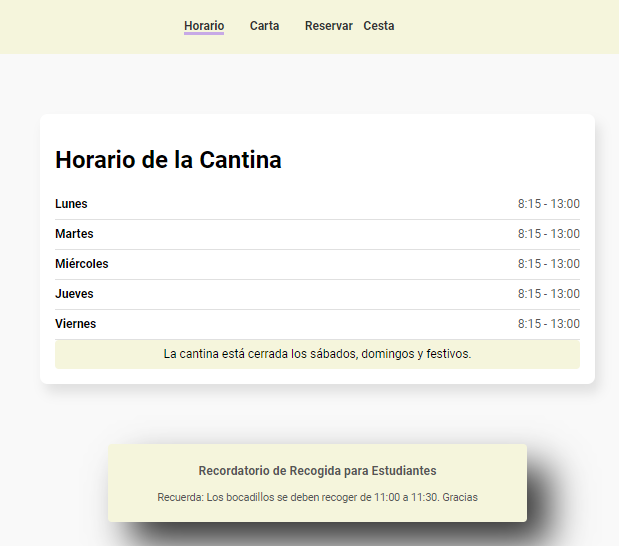 Horario Carta Reservar Cesta
Horario de la Cantina
Lunes 8:15 - 13:00
Martes 8:15 - 13:00
Miércoles 8:15 - 13:00
Jueves 8:15 - 13:00
Viernes 8:15 - 13:00
La cantina está cerrada los sábados, domingos y festivos.
Recordatorio de Recogida para Estudiantes
Recuerda: Los bocadillos se deben recoger de 11:00 a 11:30. Gracias